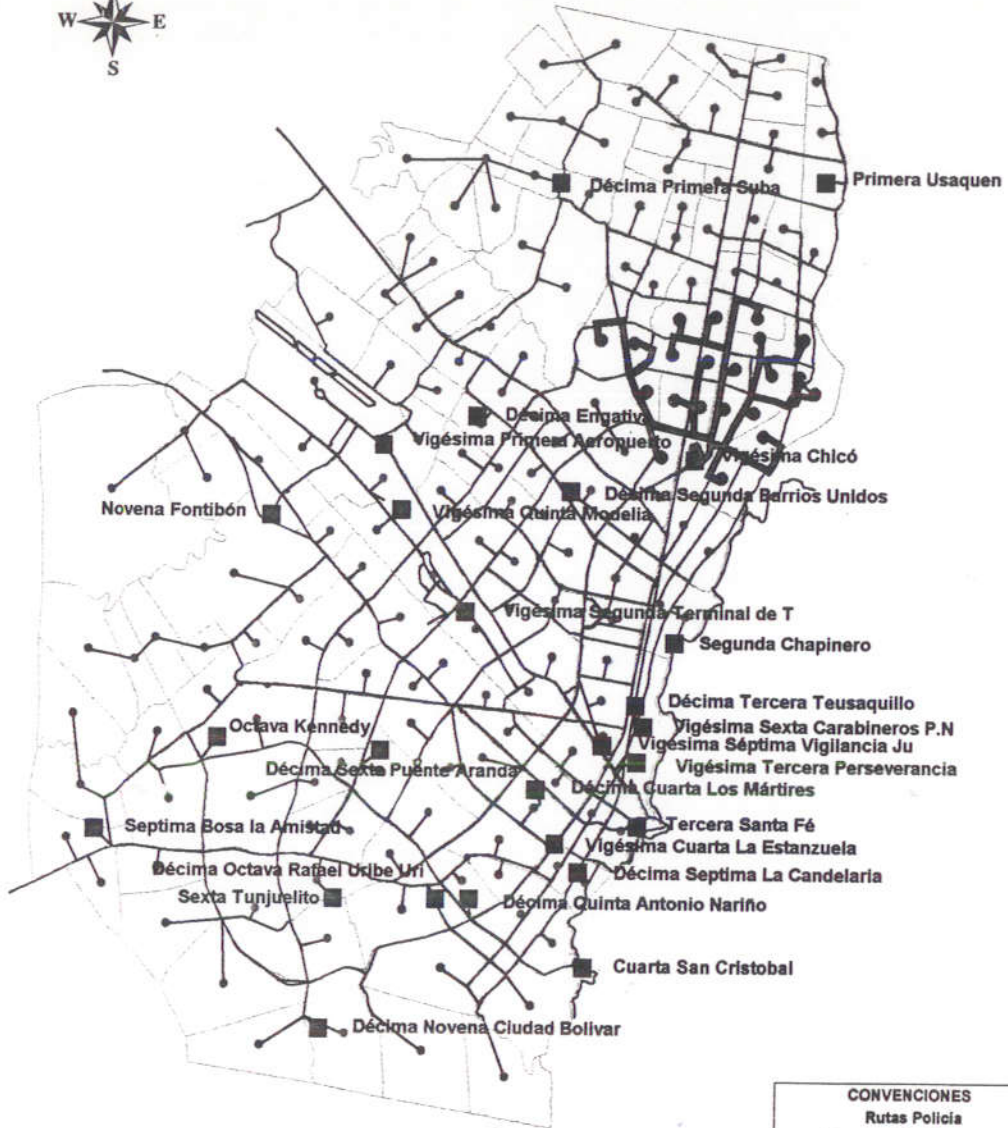 W E
S
Décima Primera Suba
Primera Usaquen
Décima Engativa
Vigésima Primera Aeropuerto
Vigésima Chicó
Décima Segunda Barrios Unidos
Novena Fontibón
Vigésima Quinta Modelia
Vigésima Segunda Terminal de T
Segunda Chapinero
Décima Tercera Teusaquillo
Octava Kennedy
Vigésima Sexta Carabineros P.N
Vigésima Séptima Vigilancia Ju
Décima Sexta Puente Aranda
Vigésima Tercera Perseverancia
Décima Cuarta Los Mártires
Septima Bosa la Amistad
Tercera Santa Fé
Vigésima Cuarta La Estanzuela
Décima Octava Rafael Uribe Uri
Décima Septima La Candelaria
Sexta Tunjuelito
Décima Quinta Antonio Nariño
Cuarta San Cristobal
Décima Novena Ciudad Bolivar
CONVENCIONES
Rutas Policia